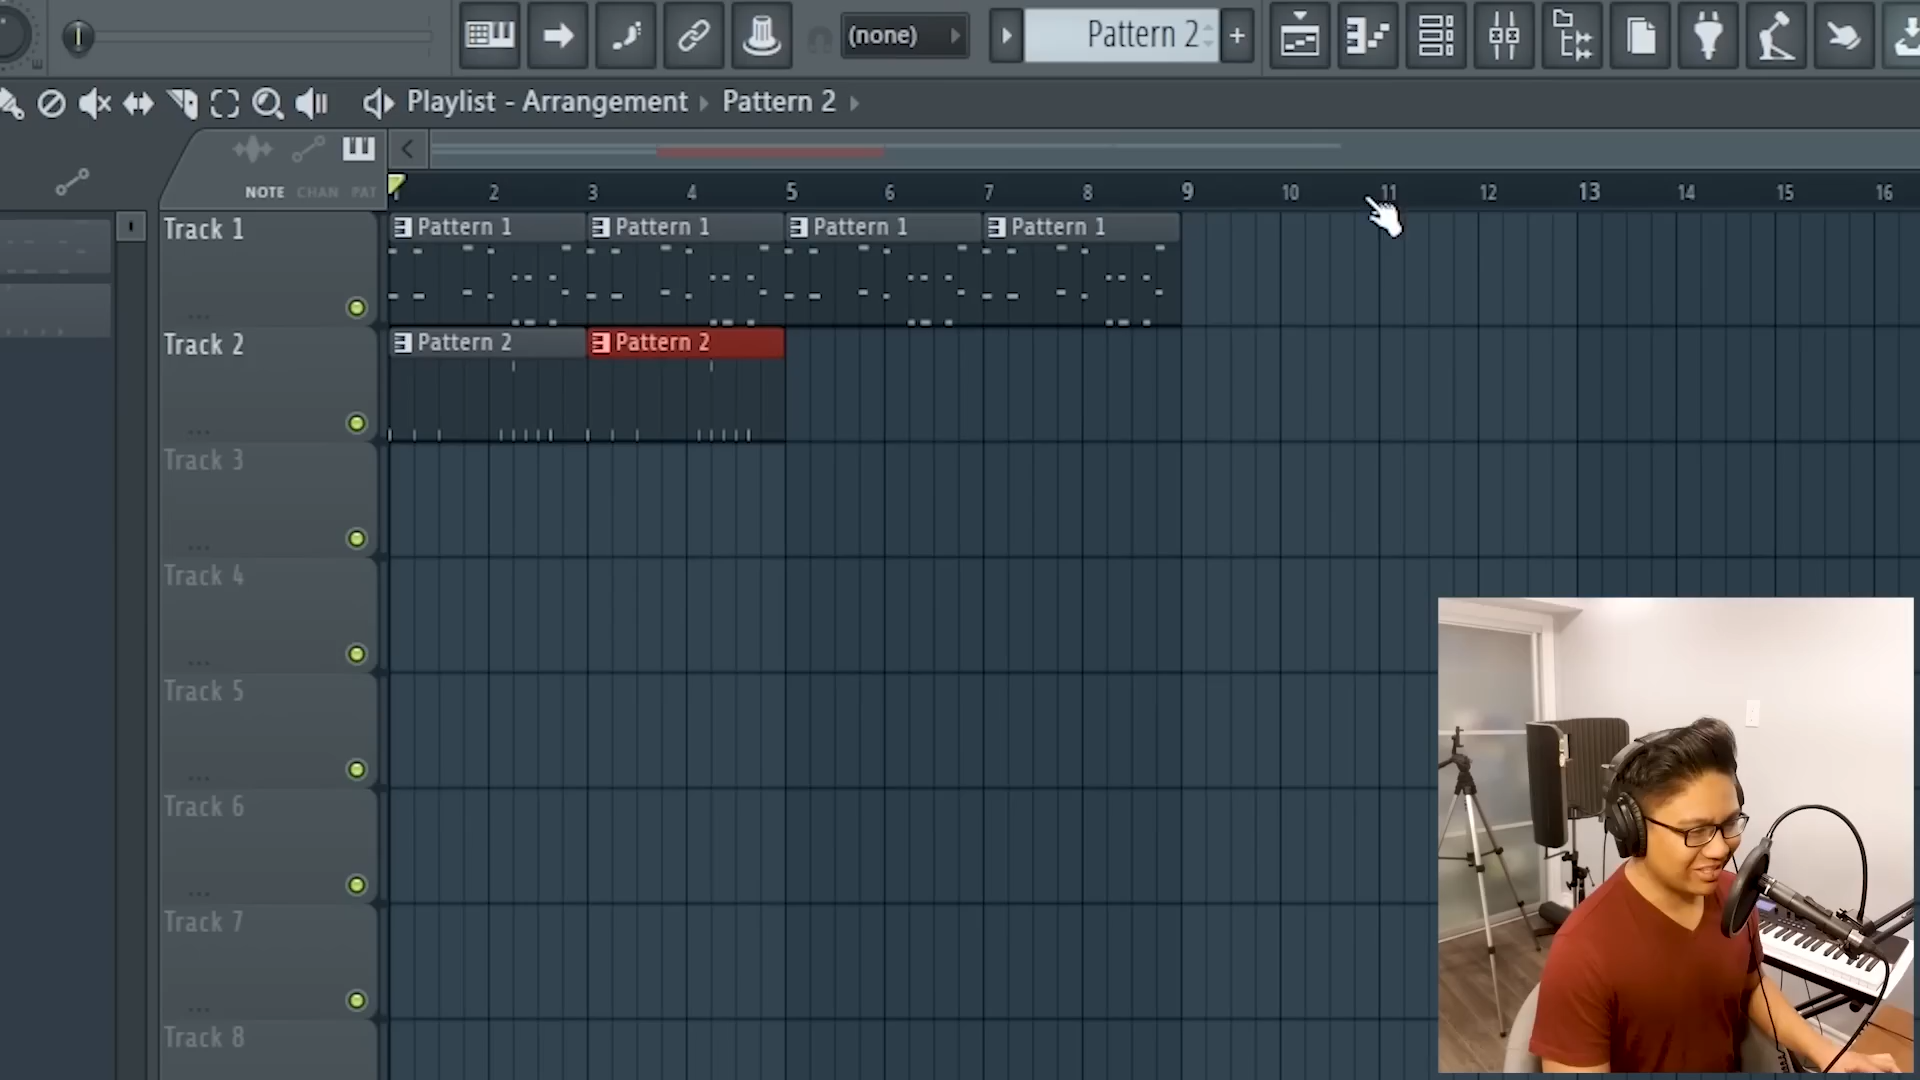 (none)
Pattern 2
+
Playlist - Arrangement › Pattern 2 ›
NOTE CHAN PAT
2 3 4 5 6 7 8 9 10 11 12 13 14 15 16
Track 1
Pattern 1 Pattern 1 Pattern 1 Pattern 1
Track 2
Pattern 2 Pattern 2
Track 3
Track 4
Track 5
Track 6
Track 7
Track 8